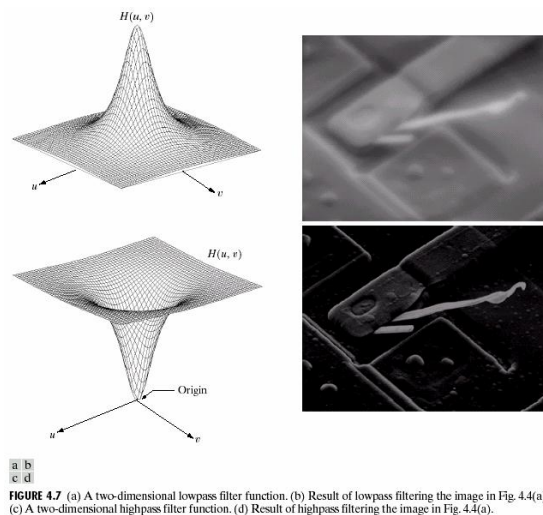 H(u, v)
u
v
H(u, v)
Origin
u
v
a b
c d
FIGURE 4.7 (a) A two-dimensional lowpass filter function. (b) Result of lowpass filtering the image in Fig. 4.4(a
(c) A two-dimensional highpass filter function. (d) Result of highpass filtering the image in Fig. 4.4(a).